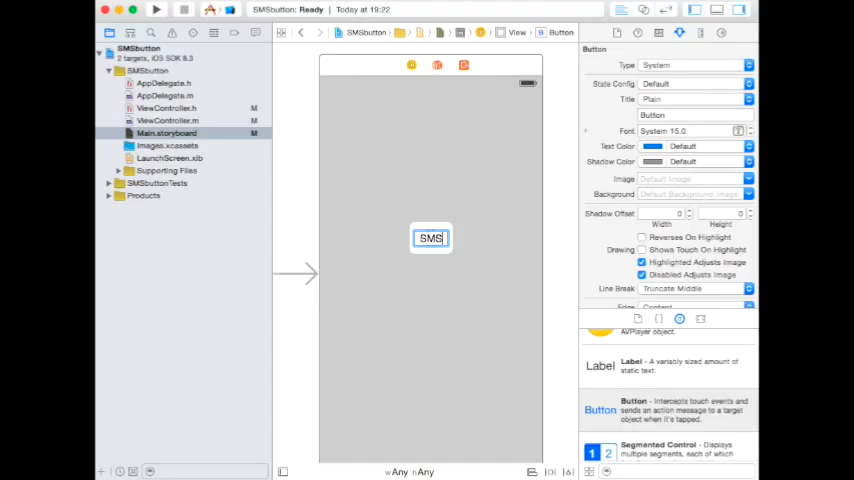 SMSbutton: Ready | Today at 19:22
SMSbutton
View
Button
SMSbutton
2 targets, iOS SDK 8.3
SMSbutton
AppDelegate.h
AppDelegate.m
ViewController.h M
ViewController.m M
Main.storyboard M
Images.xcassets
LaunchScreen.xib
Supporting Files
SMSbuttonTests
Products
SMS
wAny hAny
Button
Type System
State Config Default
Title Plain
Button
Font System 15.0
Text Color Default
Shadow Color Default
Image Default Image
Background Default Background Image
Shadow Offset 0 0
Width Height
Reverses On Highlight
Drawing Shows Touch On Highlight
Highlighted Adjusts Image
Disabled Adjusts Image
Line Break Truncate Middle
Edge Content
AVPlayer object.
Label Label - A variably sized amount of
static text.
Button - Intercepts touch events and
Button sends an action message to a target
object when it's tapped.
Segmented Control - Displays
1 2 multiple segments, each of which